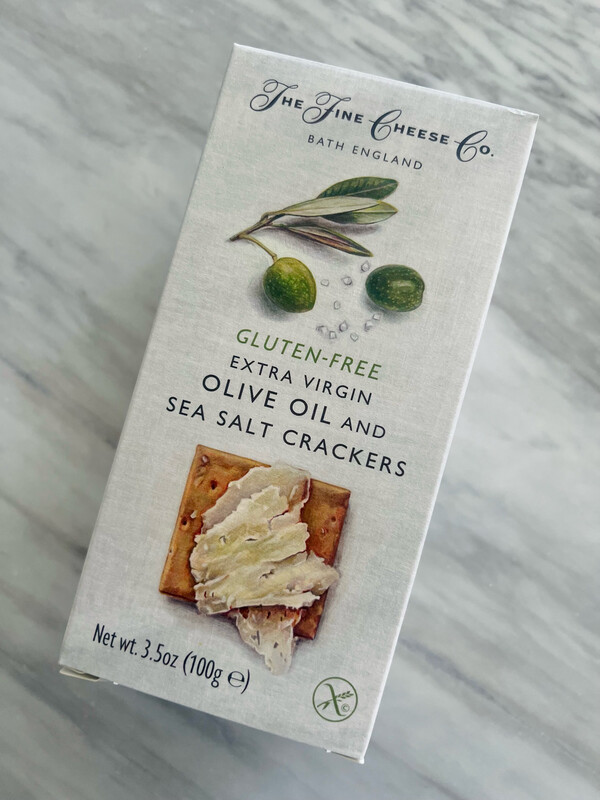 The Fine Cheese Co.
BATH ENGLAND
GLUTEN-FREE
EXTRA VIRGIN
OLIVE OIL AND
SEA SALT CRACKERS
Net wt. 3.5oz (100g ℮)
©